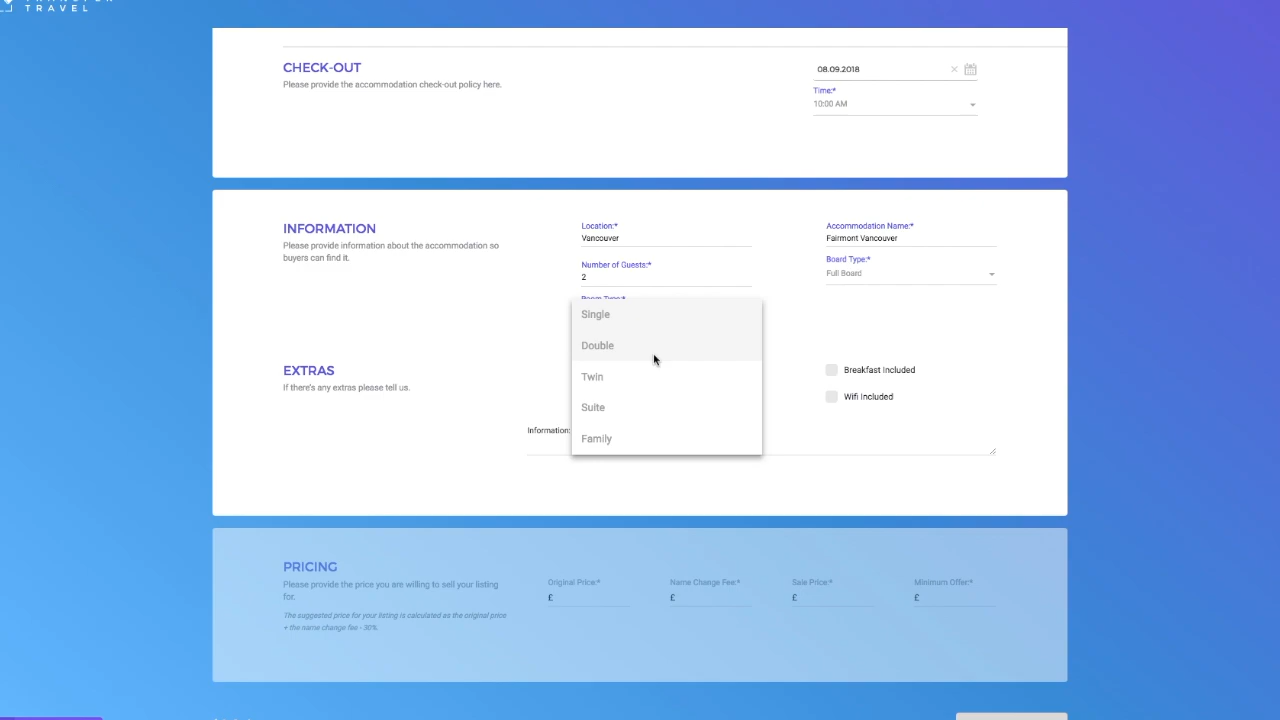 TRAVEL
CHECK-OUT
Please provide the accommodation check-out policy here.
08.09.2018
Time:*
10:00 AM
INFORMATION
Please provide information about the accommodation so
buyers can find it.
Location:*
Vancouver
Accommodation Name:*
Fairmont Vancouver
Number of Guests:*
2
Board Type:*
Full Board
Room Type:*
Single
Double
Twin
Suite
Family
EXTRAS
If there's any extras please tell us.
Breakfast Included
Wifi Included
Information:
PRICING
Please provide the price you are willing to sell your listing
for.
The suggested price for your listing is calculated as the original price
+ the name change fee - 30%.
Original Price:*
£
Name Change Fee:*
£
Sale Price:*
£
Minimum Offer:*
£